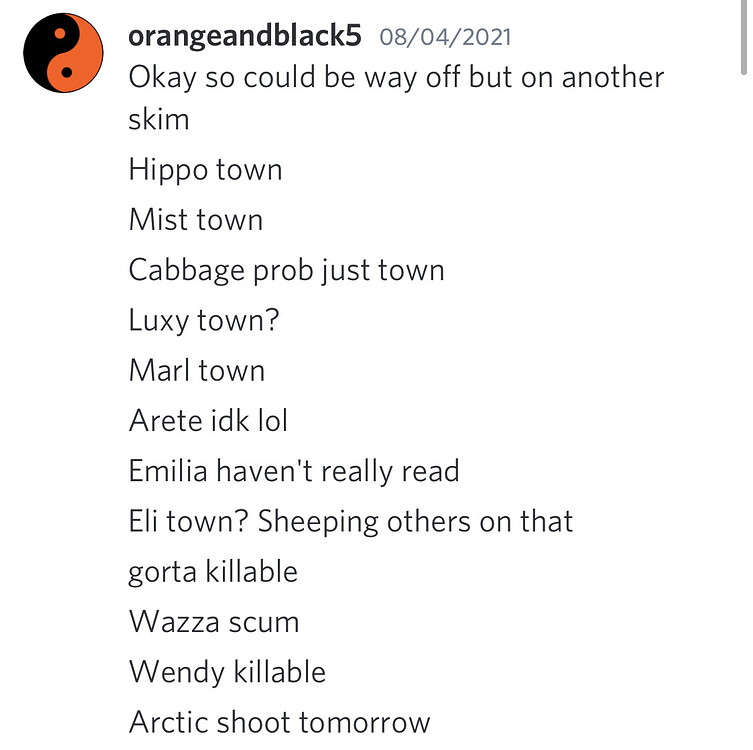 orangeandblack5 08/04/2021
Okay so could be way off but on another
skim
Hippo town
Mist town
Cabbage prob just town
Luxy town?
Marl town
Arete idk lol
Emilia haven't really read
Eli town? Sheeping others on that
gorta killable
Wazza scum
Wendy killable
Arctic shoot tomorrow